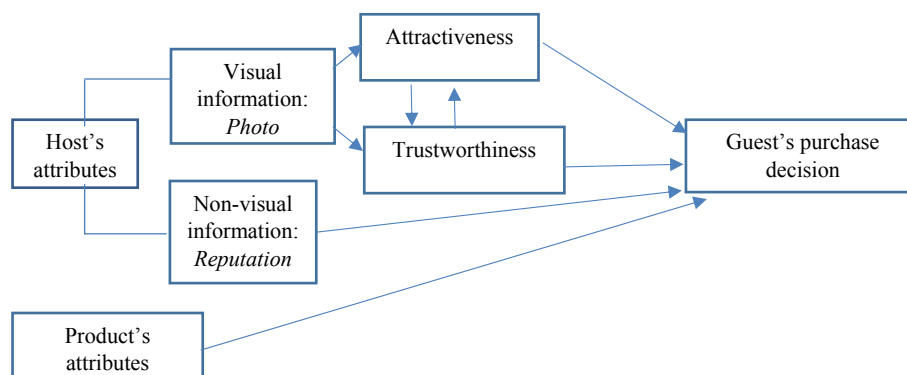 Attractiveness
Visual
information:
Photo
Host’s
attributes
Trustworthiness
Guest’s purchase
decision
Non-visual
information:
Reputation
Product’s
attributes